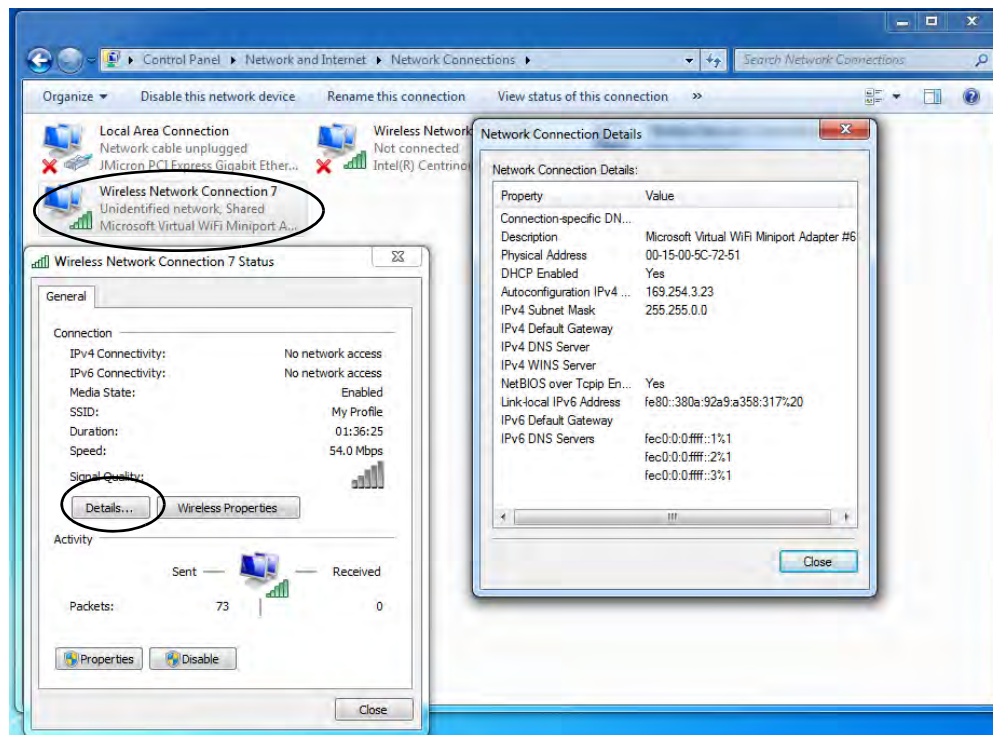 Control Panel Network and Internet Network Connections
Search Network Connections
Organize Disable this network device Rename this connection View status of this connection »
Local Area Connection
Network cable unplugged
JMicron PCI Express Gigabit Ether...
Wireless Network
Not connected
Intel(R) Centrino
Wireless Network Connection 7
Unidentified network, Shared
Microsoft Virtual WiFi Miniport A...
Wireless Network Connection 7 Status
General
Connection
IPv4 Connectivity: No network access
IPv6 Connectivity: No network access
Media State: Enabled
SSID: My Profile
Duration: 01:36:25
Speed: 54.0 Mbps
Signal Quality:
Details... Wireless Properties
Activity
Sent Received
Packets: 73 0
Properties Disable
Close
Network Connection Details
Network Connection Details:
Property Value
Connection-specific DN...
Description Microsoft Virtual WiFi Miniport Adapter #6
Physical Address 00-15-00-5C-72-51
DHCP Enabled Yes
Autoconfiguration IPv4 ... 169.254.3.23
IPv4 Subnet Mask 255.255.0.0
IPv4 Default Gateway
IPv4 DNS Server
IPv4 WINS Server
NetBIOS over Tcpip En... Yes
Link-local IPv6 Address fe80::380a:92a9:a358:317%20
IPv6 Default Gateway
IPv6 DNS Servers fec0:0:0:ffff::1%1
fec0:0:0:ffff::2%1
fec0:0:0:ffff::3%1
Close